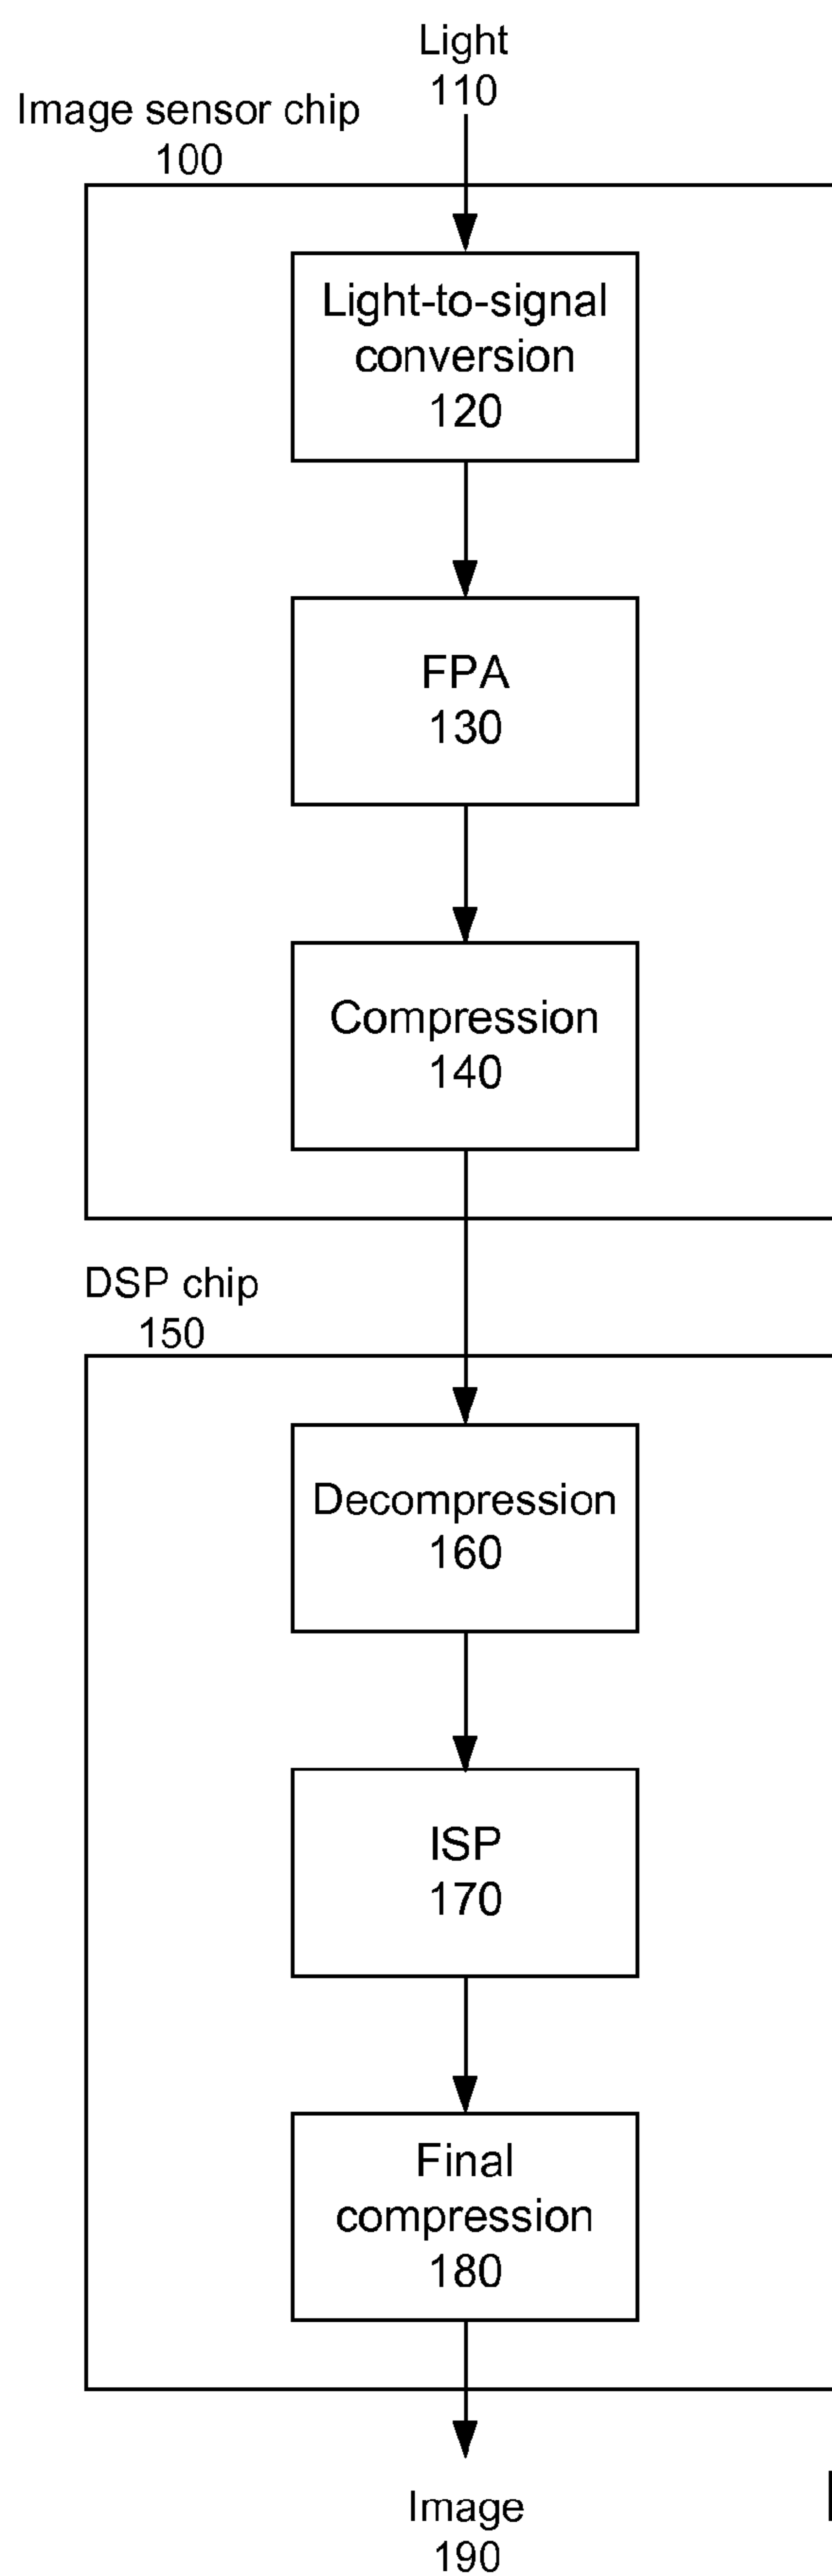 Light
110
Image sensor chip
100
Light-to-signal
conversion
120
FPA
130
Compression
140
DSP chip
150
Decompression
160
ISP
170
Final
compression
180
Image
190